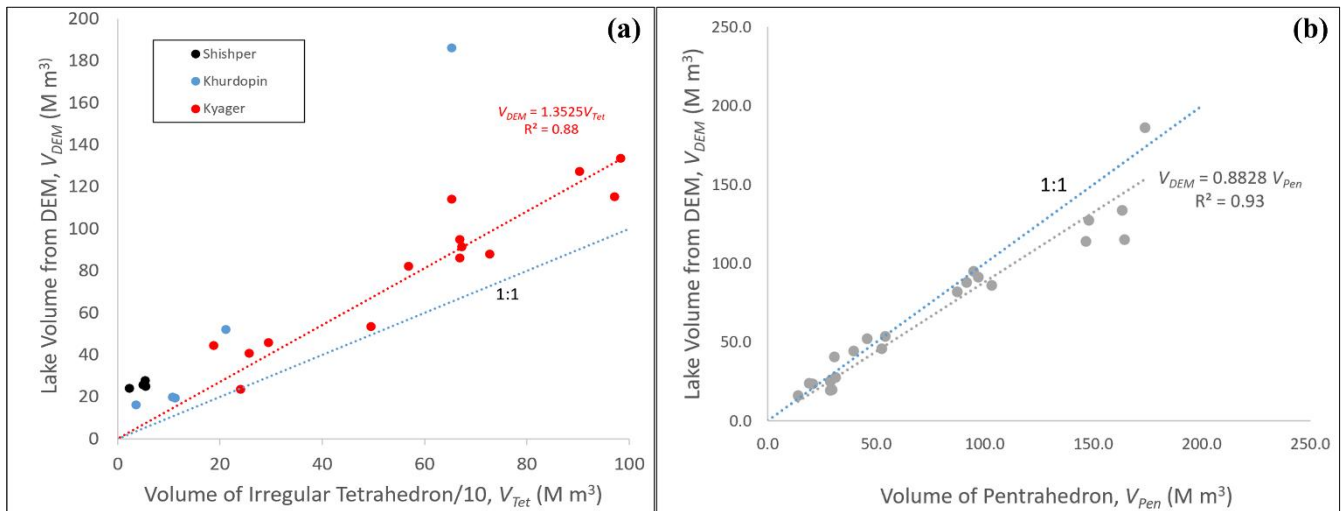 (a)
Lake Volume from DEM, V_DEM (M m³)
200
180
160
140
120
100
80
60
40
20
0
Shishper
Khurdopin
Kyager
V_DEM = 1.3525V_Tet
R² = 0.88
1:1
0 20 40 60 80 100
Volume of Irregular Tetrahedron/10, V_Tet (M m³)
(b)
Lake Volume from DEM, V_DEM (M m³)
250.0
200.0
150.0
100.0
50.0
0.0
1:1
V_DEM = 0.8828 V_Pen
R² = 0.93
0.0 50.0 100.0 150.0 200.0 250.0
Volume of Pentrahedron, V_Pen (M m³)